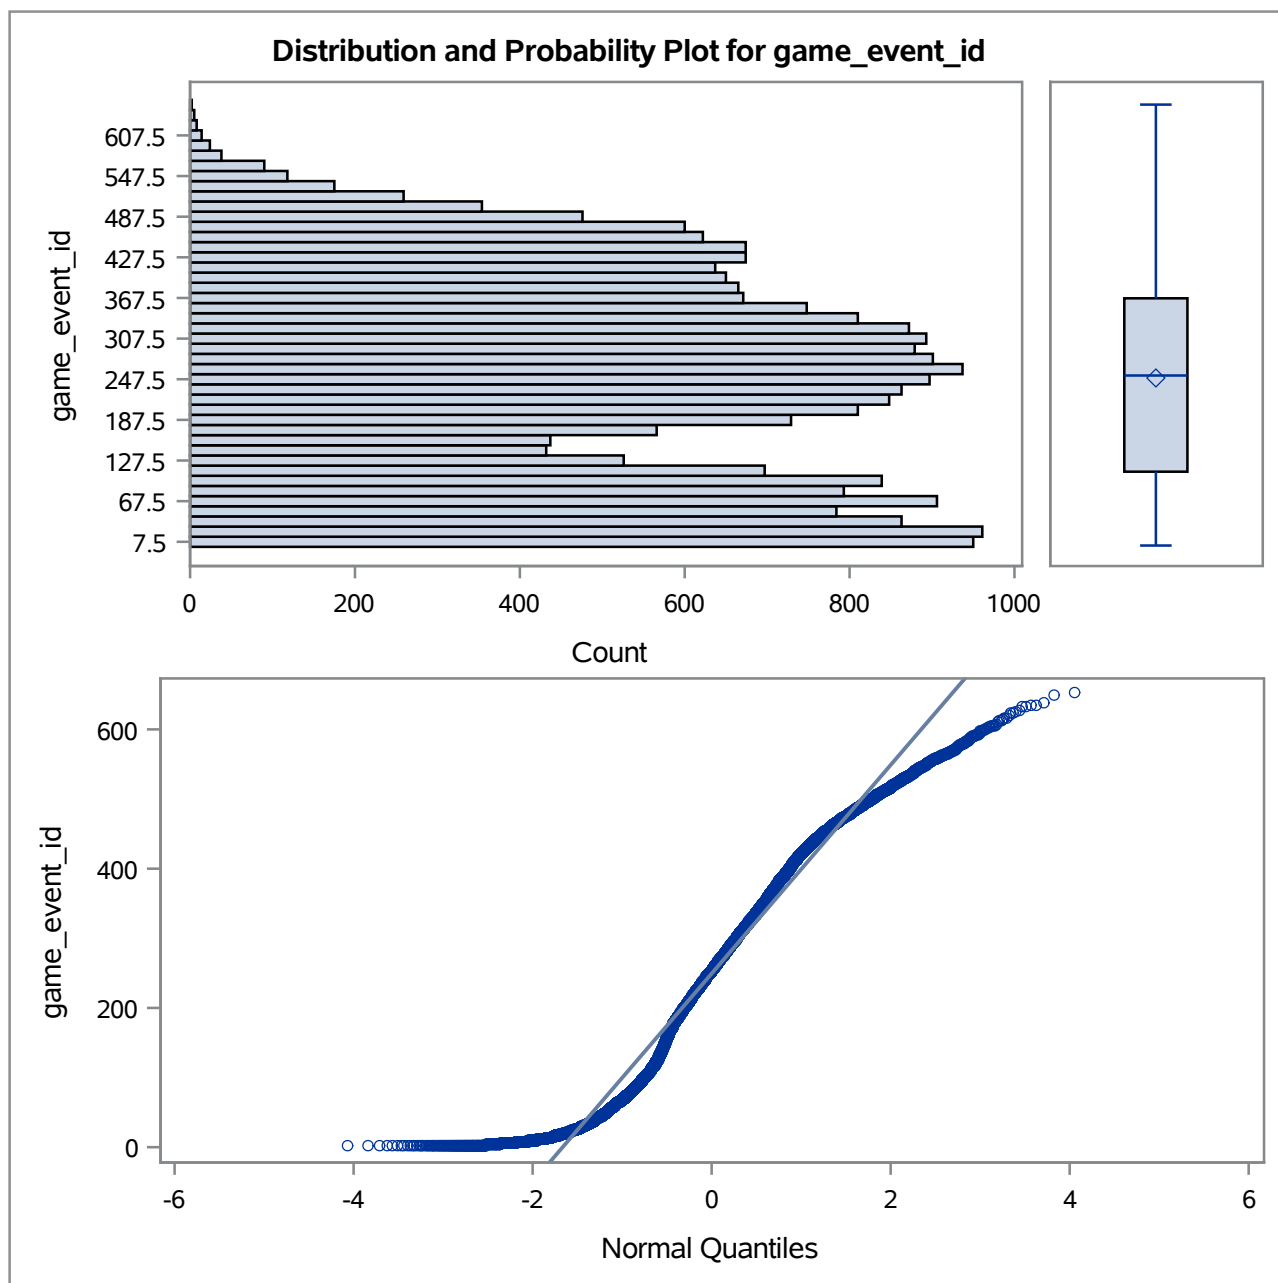 Distribution and Probability Plot for game_event_id
game_event_id
607.5
547.5
487.5
427.5
367.5
307.5
247.5
187.5
127.5
67.5
7.5
0 200 400 600 800 1000
Count
game_event_id
600
400
200
0
-6 -4 -2 0 2 4 6
Normal Quantiles